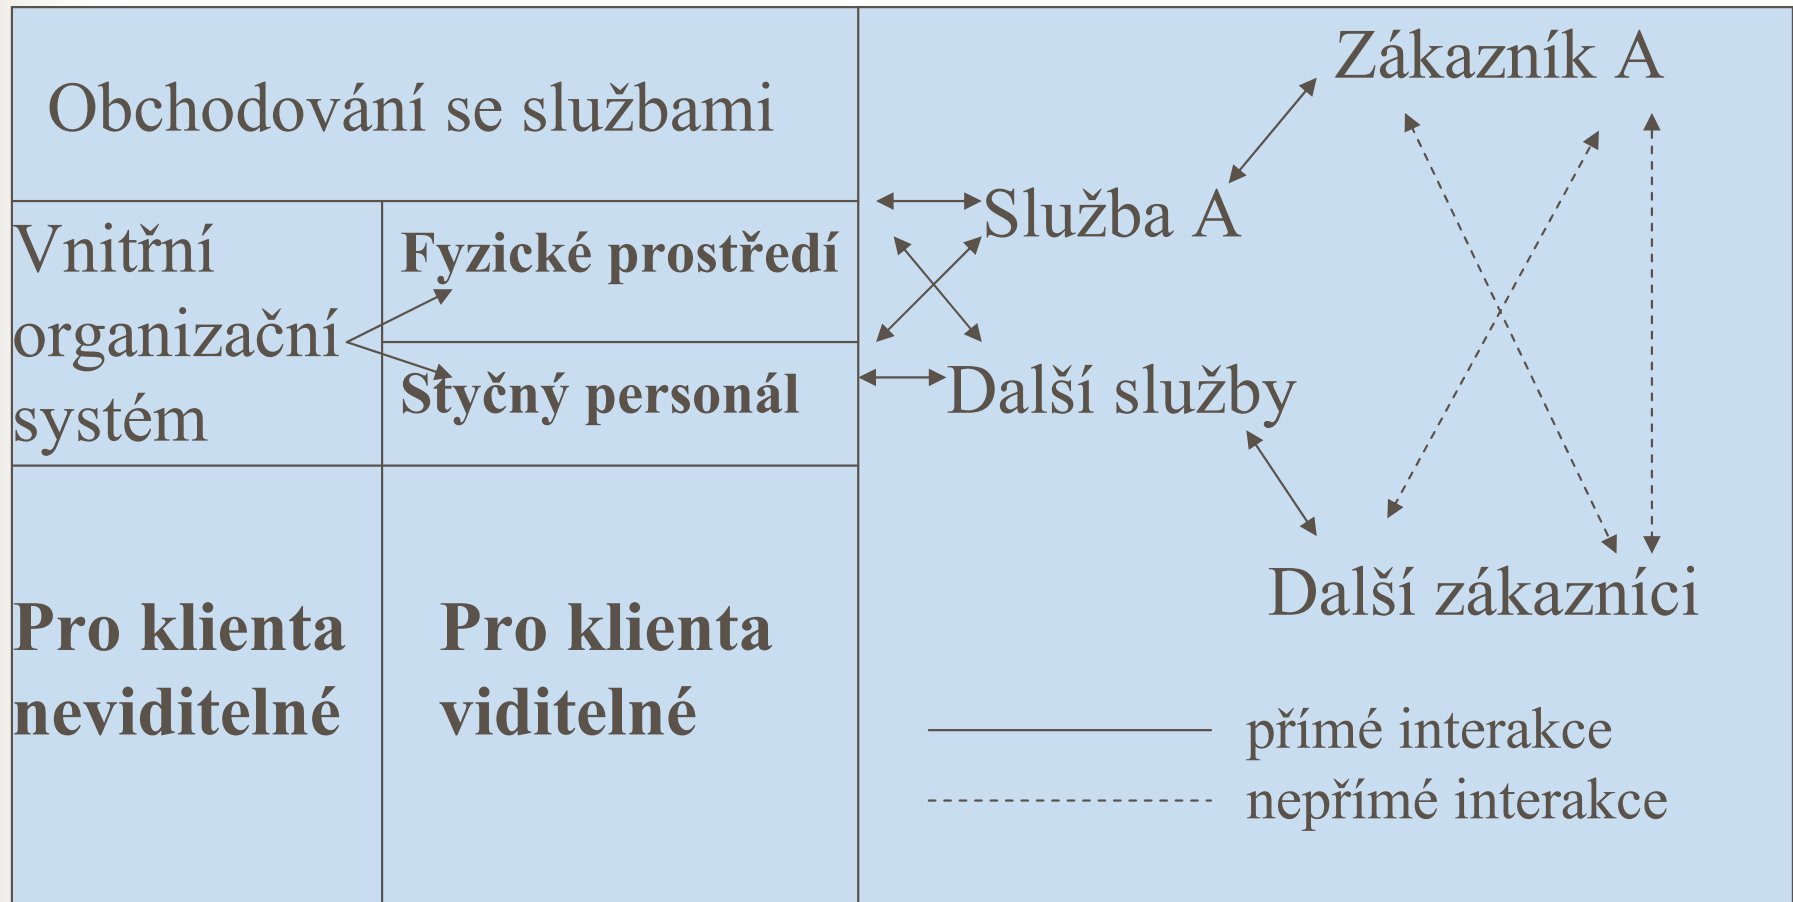 Obchodování se službami
Vnitřní
organizační
systém
Fyzické prostředí
Styčný personál
Pro klienta
neviditelné
Pro klienta
viditelné
Zákazník A
Služba A
Další služby
Další zákazníci
přímé interakce
nepřímé interakce